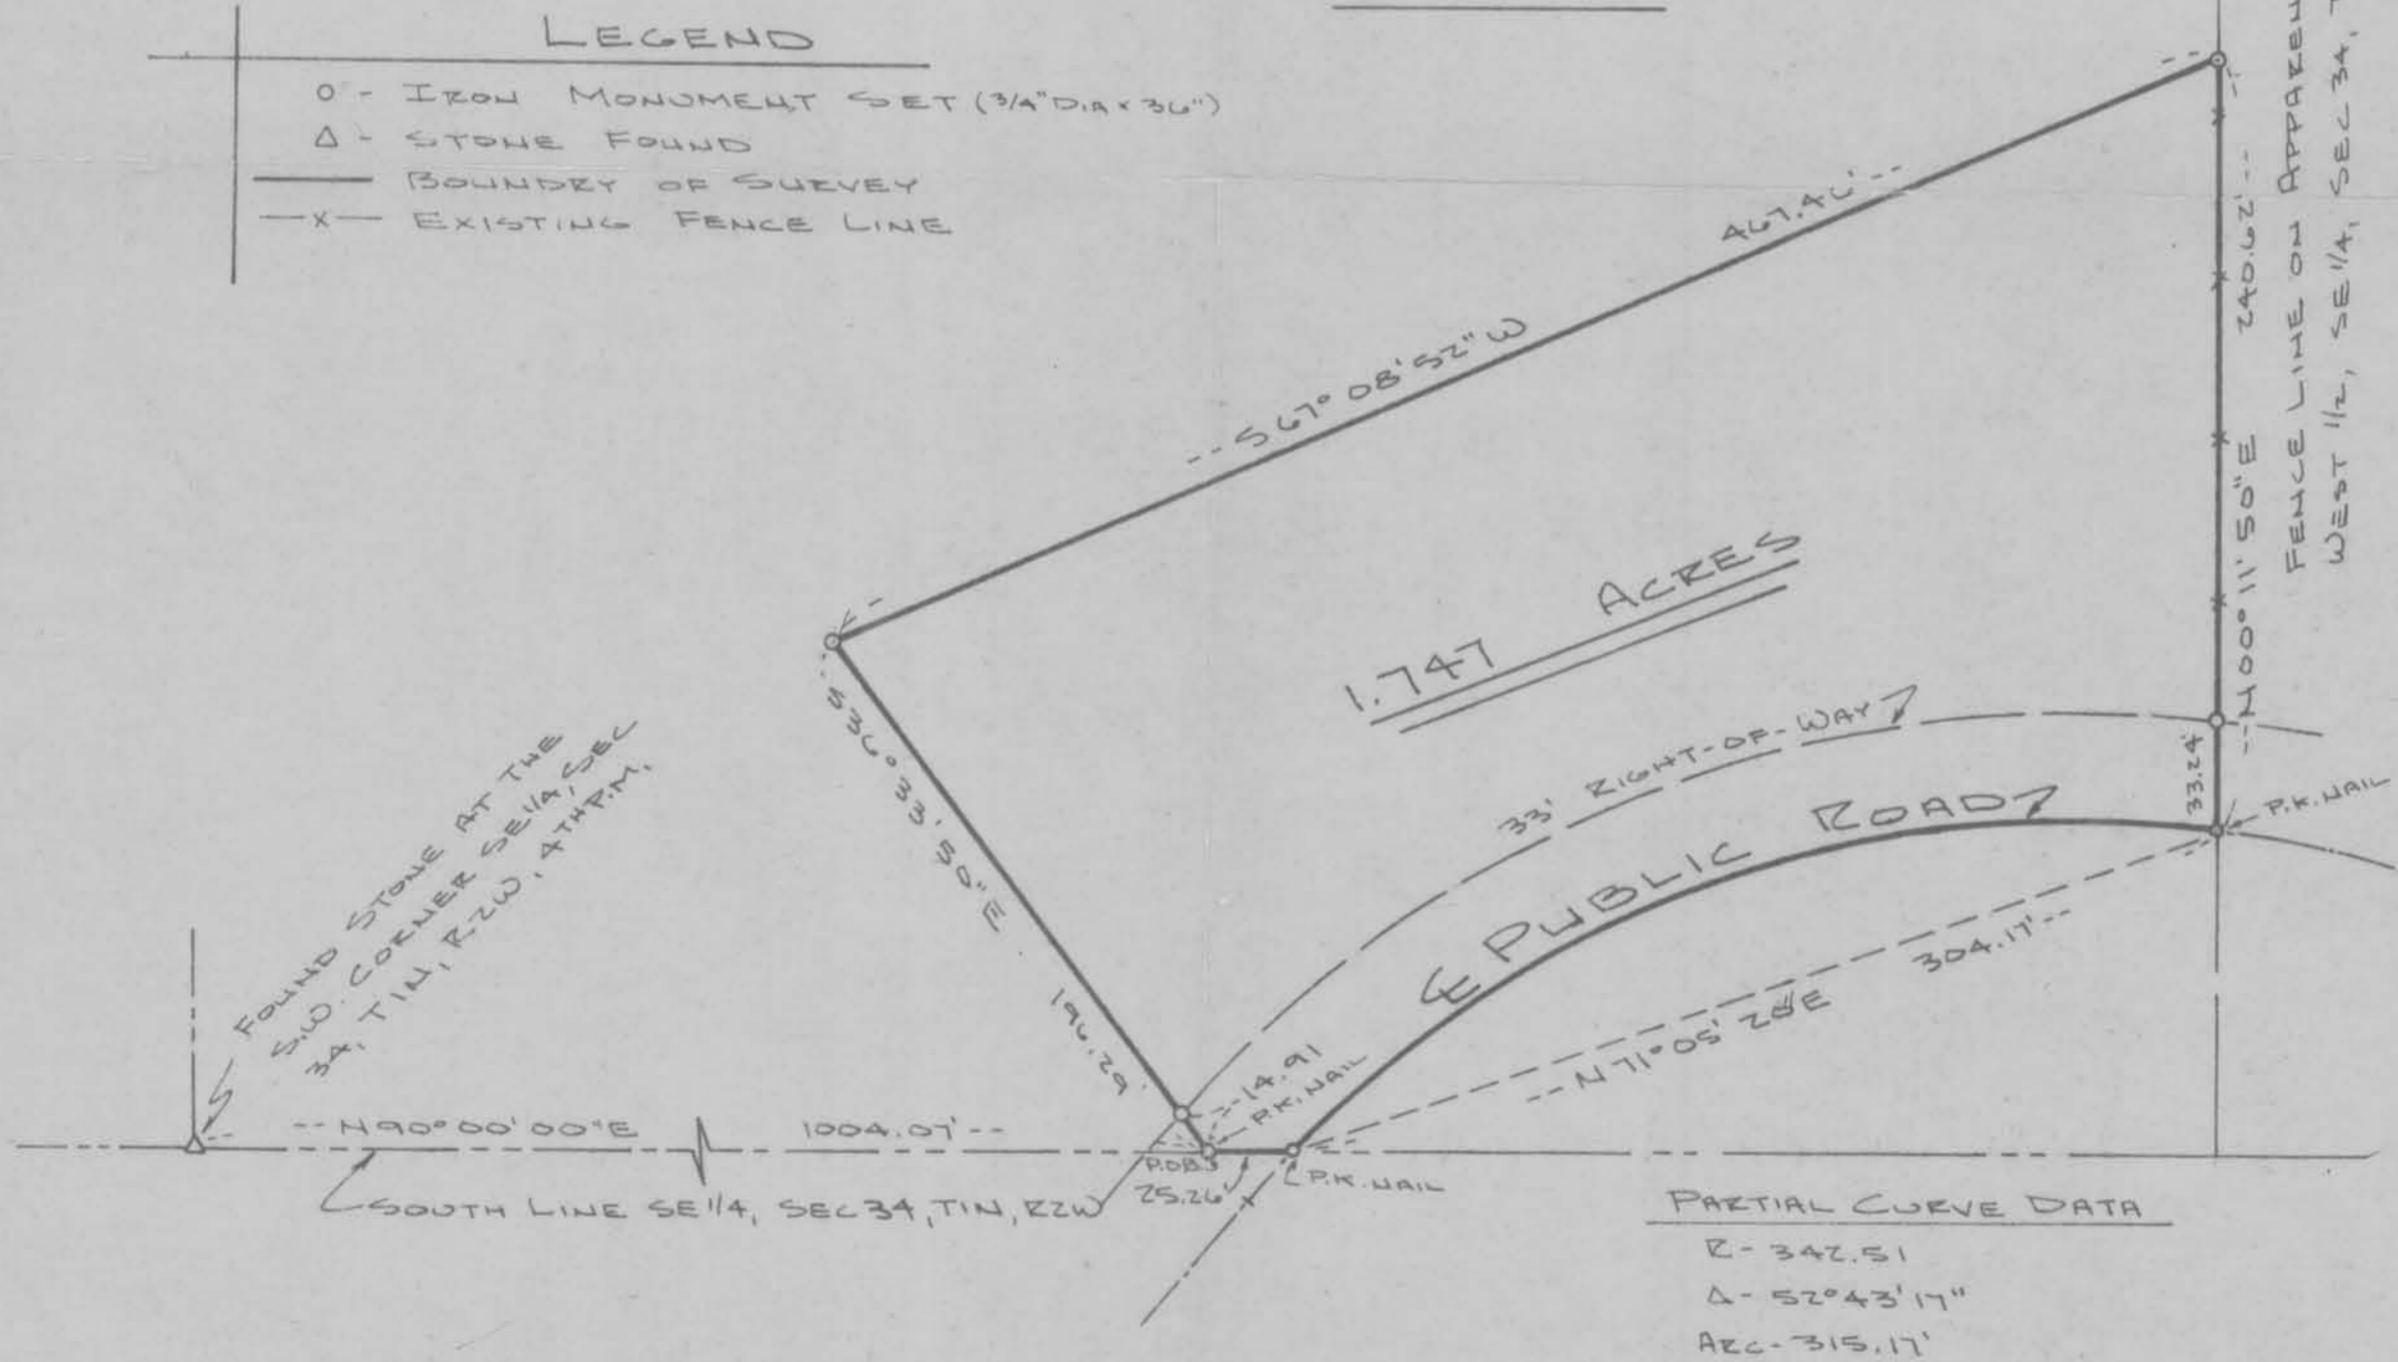 LEGEND
O - IRON MONUMENT SET (3/4" DIA x 36")
Δ - STONE FOUND
BOUNDRY OF SURVEY
—x— EXISTING FENCE LINE
467.46'
S 67° 08' 52" W
240.62'
N 00° 11' 50" E
FENCE LINE ON
WEST 1/2, SE 1/4, SEC 34,
1.747 ACRES
33' RIGHT-OF-WAY
℄ PUBLIC ROAD
33.24'
P.K. NAIL
304.17'
N 71° 05' E
S 36° 33' 50" E
196.29'
14.91
P.K. NAIL
FOUND STONE AT THE
S.W. CORNER SE 1/4, SEC
34, T1N, R2W, 4TH P.M.
N 90° 00' 00" E
1004.07'
P.O.B.
25.26'
P.K. NAIL
SOUTH LINE SE 1/4, SEC 34, T1N, R2W
PARTIAL CURVE DATA
R - 342.51
Δ - 52° 43' 17"
ARC - 315.17'